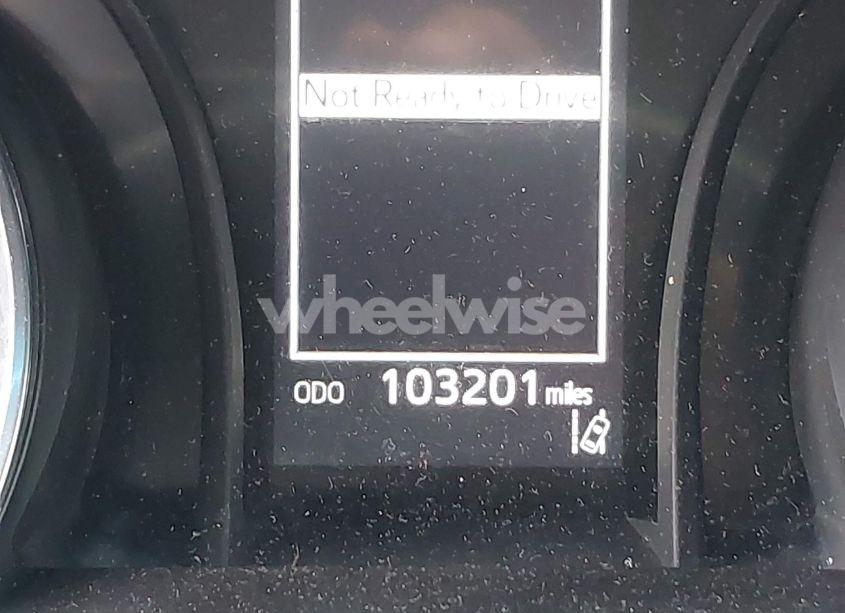 Not Ready to Drive
wheelwise
ODO 103201 miles